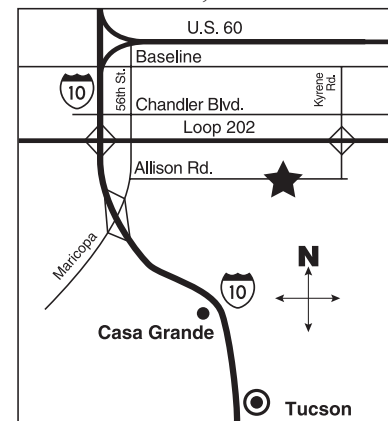 U.S. 60
Baseline
10
56th St.
Chandler Blvd.
Kyrene Rd.
Loop 202
Allison Rd.
Maricopa
N
10
Casa Grande
Tucson